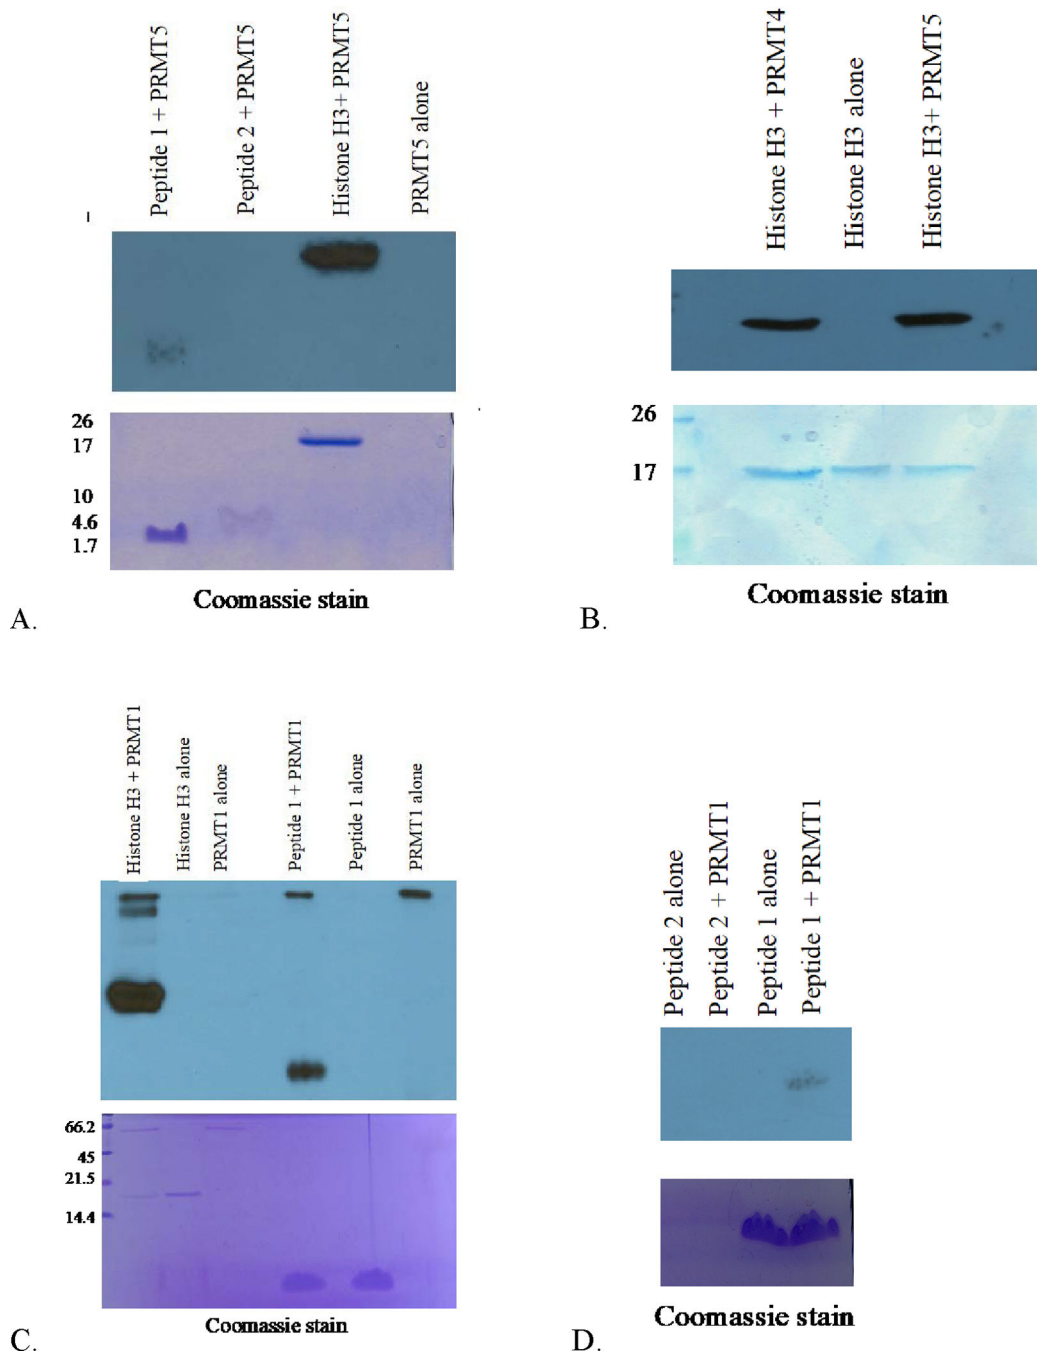 Peptide 1 + PRMT5
Peptide 2 + PRMT5
Histone H3+ PRMT5
PRMT5 alone
26
17
10
4.6
1.7
Coomassie stain
A.
Histone H3 + PRMT4
Histone H3 alone
Histone H3+ PRMT5
26
17
Coomassie stain
B.
Histone H3 + PRMT1
Histone H3 alone
PRMT1 alone
Peptide 1 + PRMT1
Peptide 1 alone
PRMT1 alone
66.2
45
21.5
14.4
Coomassie stain
C.
Peptide 2 alone
Peptide 2 + PRMT1
Peptide 1 alone
Peptide 1 + PRMT1
Coomassie stain
D.